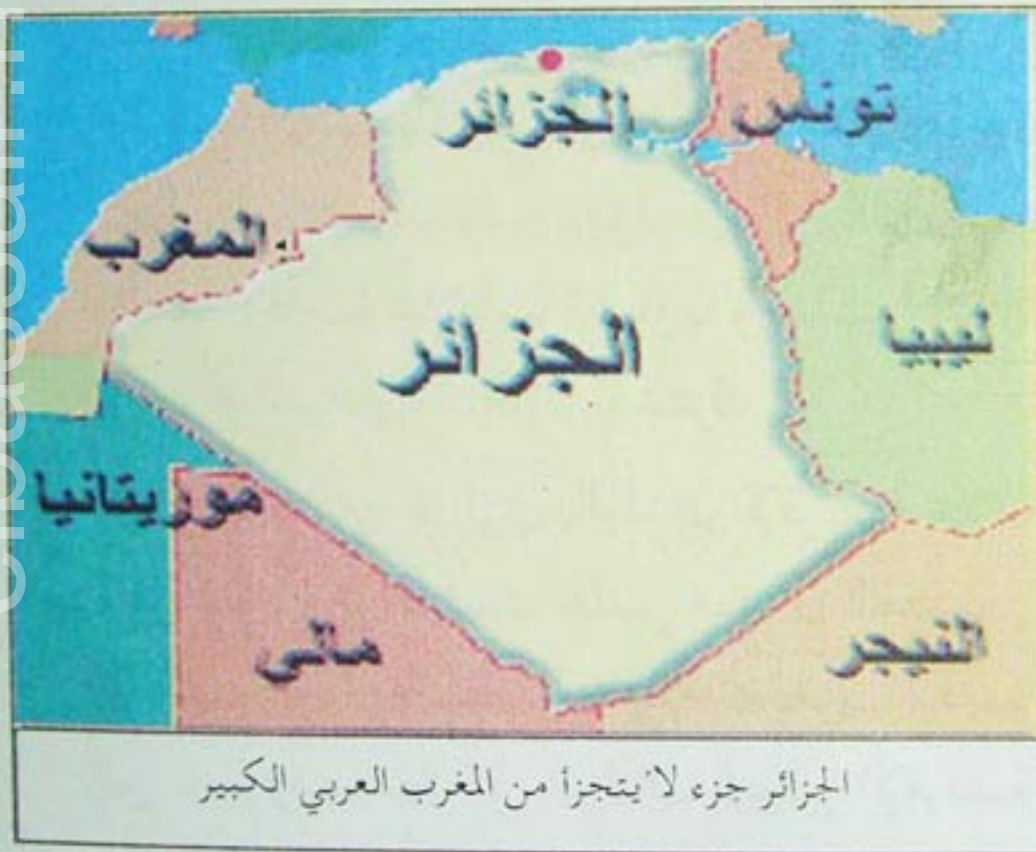 الجزائر
تونس
المغرب
الجزائر
ليبيا
موريتانيا
مالي
النيجر
الجزائر جزء لا يتجزأ من المغرب العربي الكبير